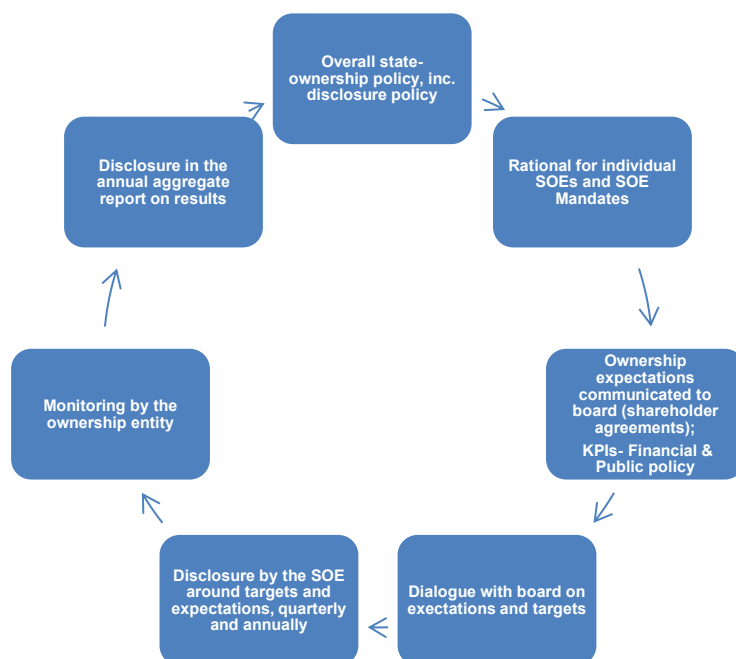 Overall state-
ownership policy, inc.
disclosure policy
Rational for individual
SOEs and SOE
Mandates
Ownership
expectations
communicated to
board (shareholder
agreements);
KPIs- Financial &
Public policy
Dialogue with board on
exectations and targets
Disclosure by the SOE
around targets and
expectations, quarterly
and annually
Monitoring by the
ownership entity
Disclosure in the
annual aggregate
report on results